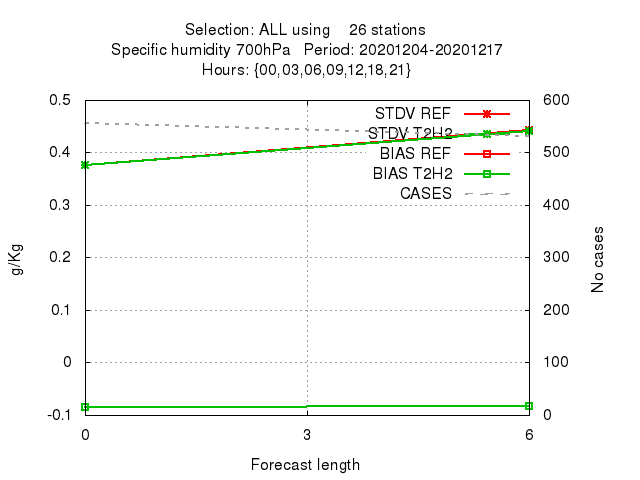 Selection: ALL using 26 stations
Specific humidity 700hPa Period: 20201204-20201217
Hours: {00,03,06,09,12,18,21}
0.5
0.4
0.3
0.2
0.1
0
-0.1
600
500
400
300
200
100
0
STDV REF
STDV T2H2
BIAS REF
BIAS T2H2
CASES
g/Kg
No cases
0 3 6
Forecast length